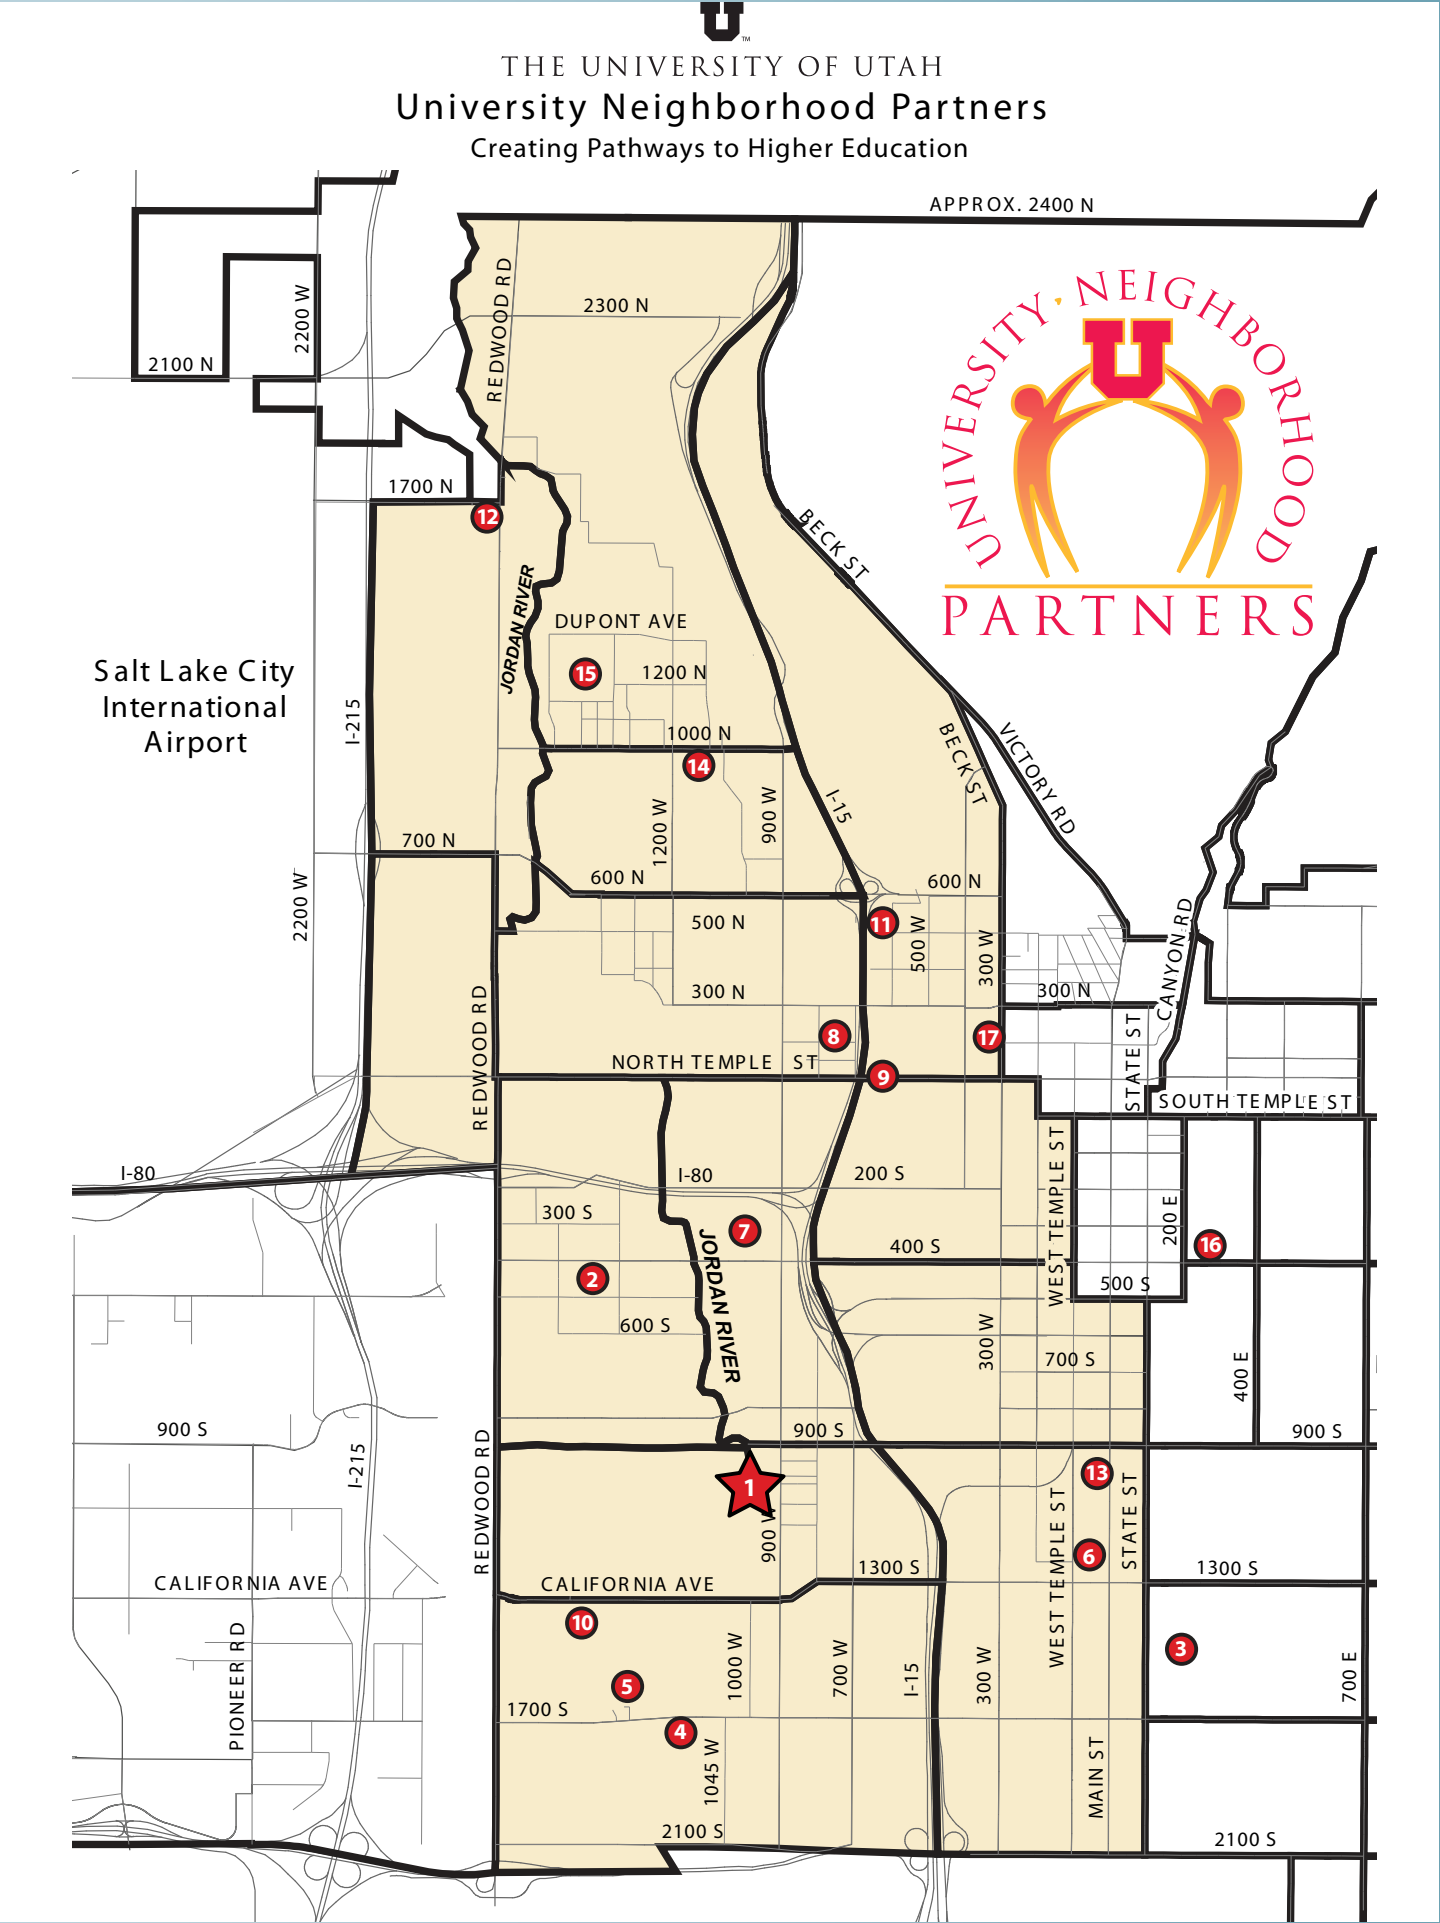 U
TM
THE UNIVERSITY OF UTAH
University Neighborhood Partners
Creating Pathways to Higher Education
APPROX. 2400 N
UNIVERSITY · NEIGHBORHOOD
U
PARTNERS
REDWOOD RD
2300 N
2200 W
2100 N
1700 N
12
BECK ST
JORDAN RIVER
DUPONT AVE
Salt Lake City
International
Airport
15
1200 N
I-215
1000 N
BECK ST
VICTORY RD
14
1200 W
900 W
I-15
700 N
600 N
600 N
2200 W
500 N
11
500 W
300 W
CANYON RD
300 N
300 N
REDWOOD RD
8
17
STATE ST
NORTH TEMPLE ST
9
SOUTH TEMPLE ST
I-80
I-80
200 S
WEST TEMPLE ST
300 S
7
JORDAN RIVER
200 E
400 S
16
2
500 S
600 S
300 W
700 S
400 E
900 S
900 S
900 S
I-215
REDWOOD RD
1
900 W
13
WEST TEMPLE ST
STATE ST
6
1300 S
1300 S
CALIFORNIA AVE
CALIFORNIA AVE
10
PIONEER RD
1000 W
700 W
I-15
300 W
3
700 E
5
1700 S
4
1045 W
MAIN ST
2100 S
2100 S